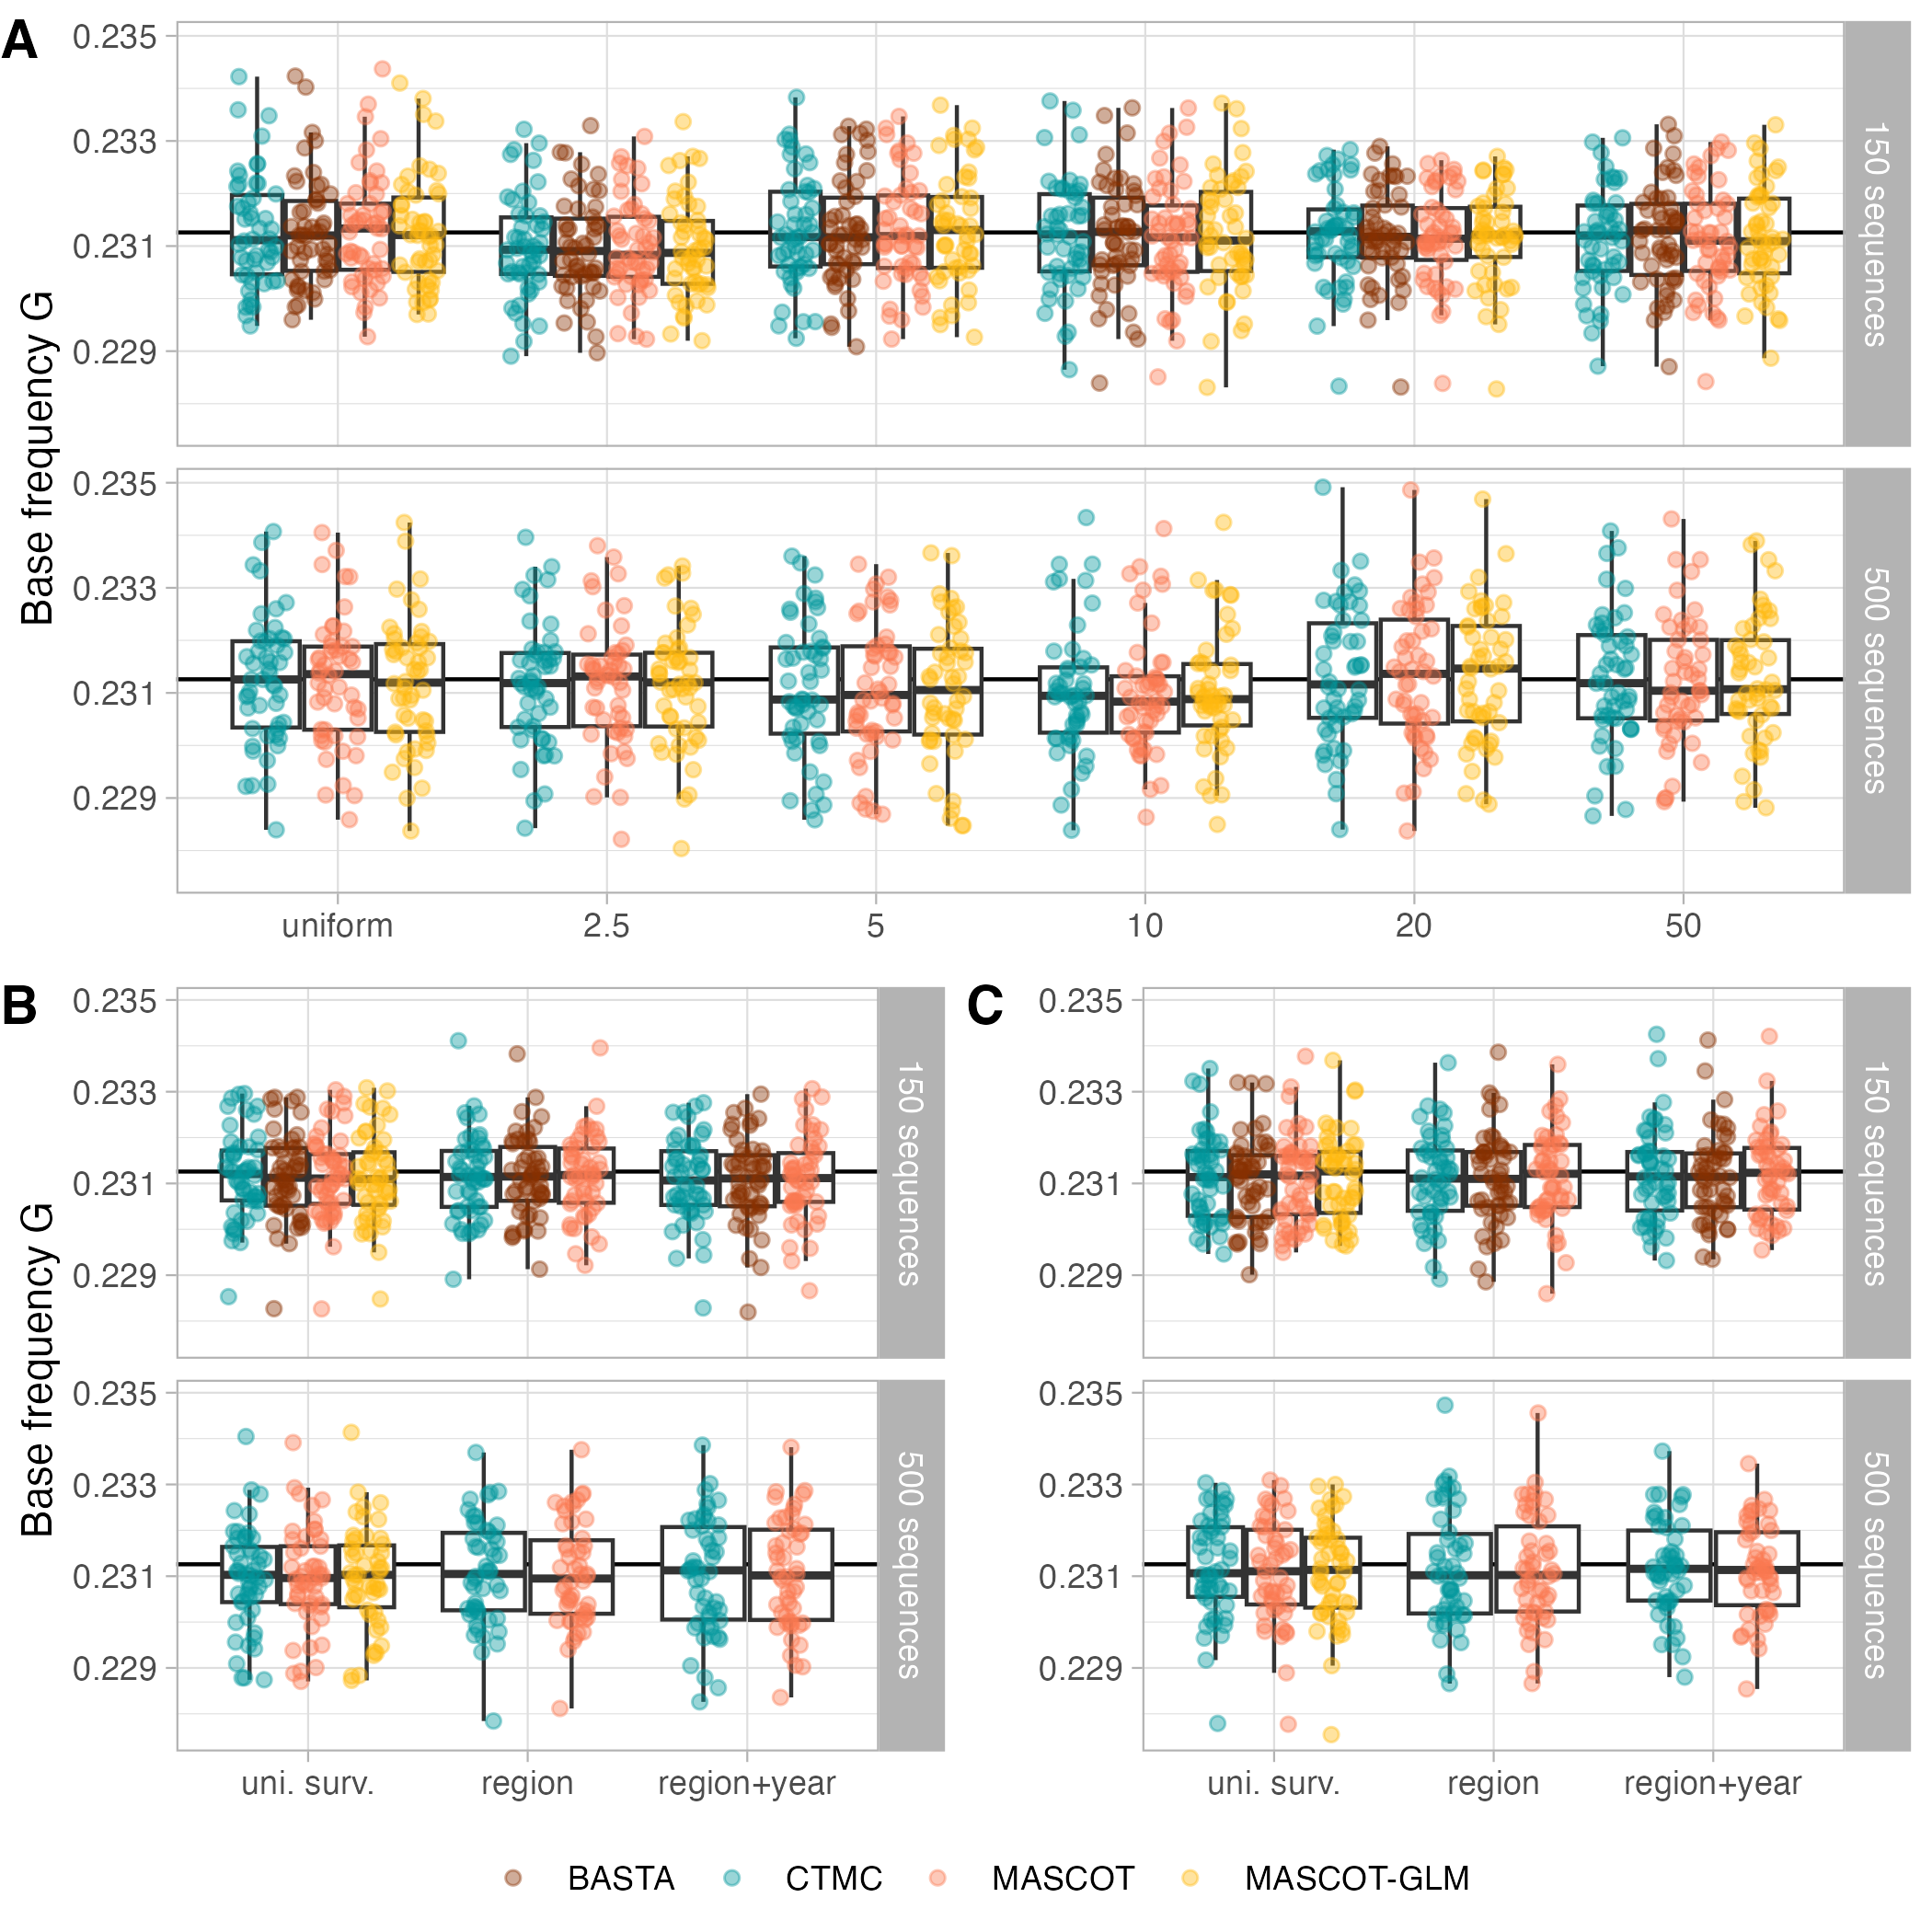 A
Base frequency G
0.235
0.233
0.231
0.229
150 sequences
0.235
0.233
0.231
0.229
500 sequences
uniform 2.5 5 10 20 50
B
Base frequency G
0.235
0.233
0.231
0.229
150 sequences
0.235
0.233
0.231
0.229
500 sequences
uni. surv. region region+year
C
0.235
0.233
0.231
0.229
150 sequences
0.235
0.233
0.231
0.229
500 sequences
uni. surv. region region+year
BASTA CTMC MASCOT MASCOT-GLM